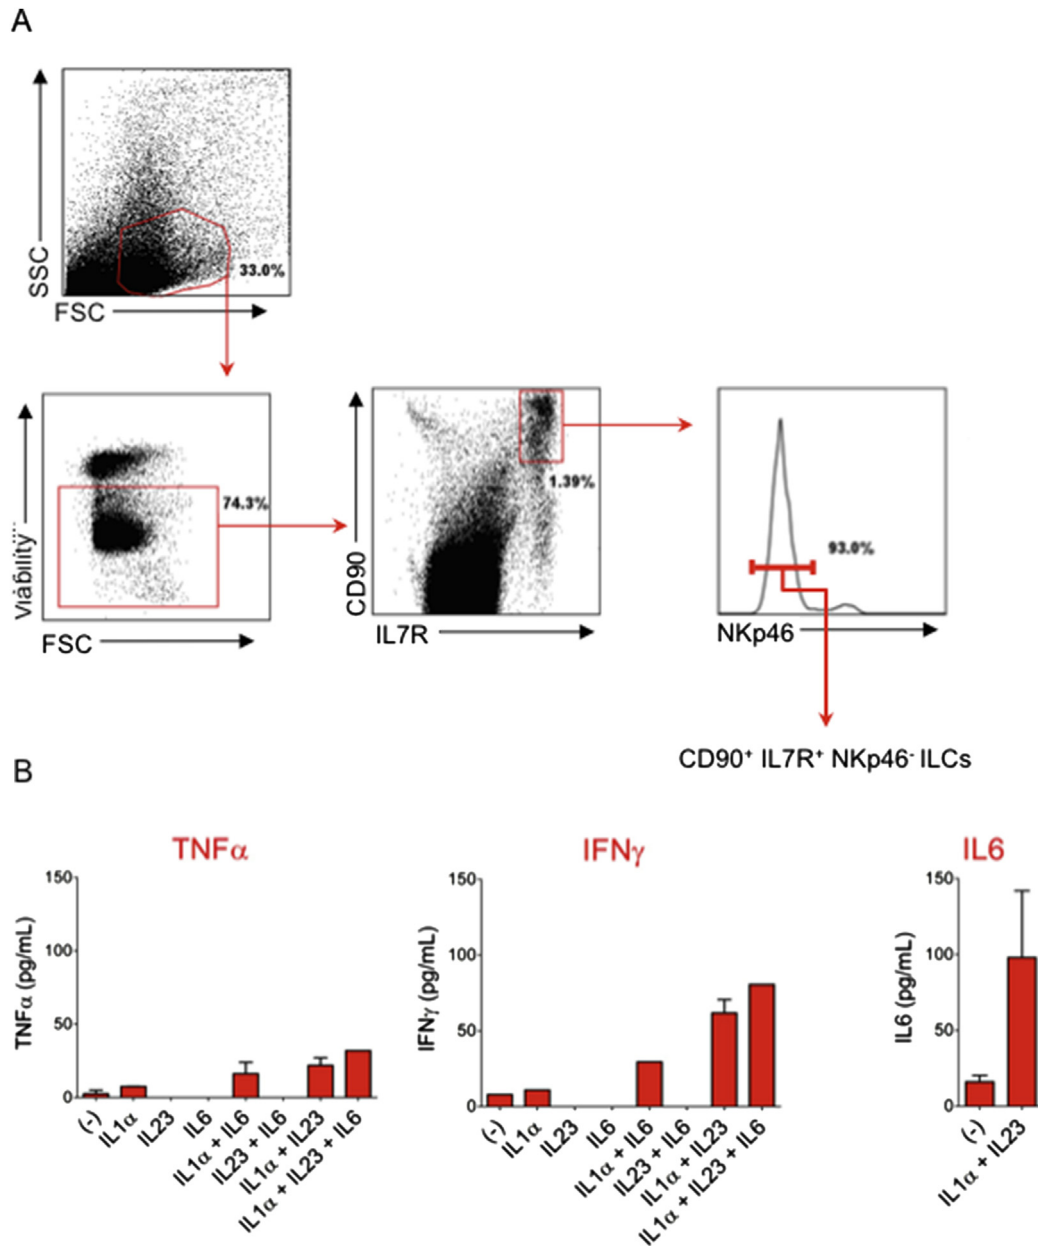 A
SSC
33.0%
FSC
Viability
74.3%
FSC
CD90
1.39%
IL7R
93.0%
NKp46
CD90⁺ IL7R⁺ NKp46⁻ ILCs
B
TNFα
TNFα (pg/mL)
150
100
50
0
(-)
IL1α
IL23
IL6
IL1α + IL6
IL23 + IL6
IL1α + IL23
IL1α + IL23 + IL6
IFNγ
IFNγ (pg/mL)
150
100
50
0
(-)
IL1α
IL23
IL6
IL1α + IL6
IL23 + IL6
IL1α + IL23
IL1α + IL23 + IL6
IL6
IL6 (pg/mL)
150
100
50
0
(-)
IL1α + IL23